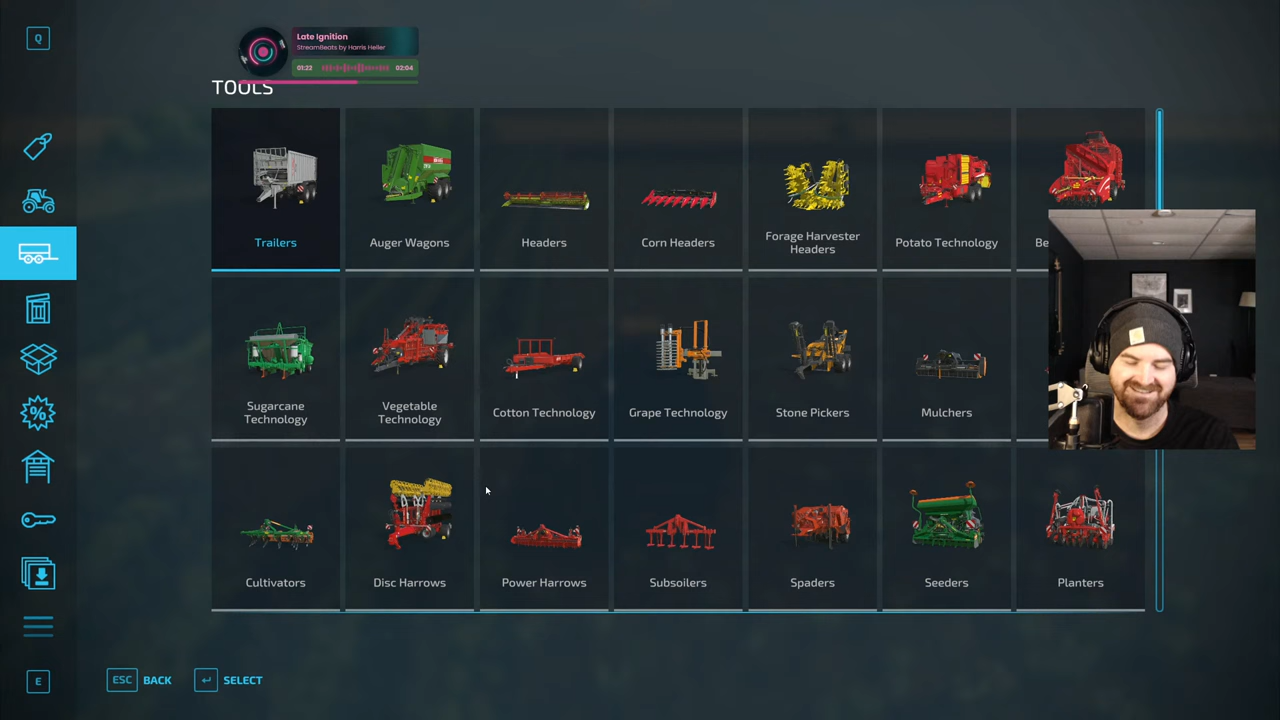 Q
Late Ignition
StreamBeats by Harris Heller
01:22
02:04
TOOLS
Trailers
Auger Wagons
Headers
Corn Headers
Forage Harvester
Headers
Potato Technology
Be
Sugarcane
Technology
Vegetable
Technology
Cotton Technology
Grape Technology
Stone Pickers
Mulchers
Cultivators
Disc Harrows
Power Harrows
Subsoilers
Spaders
Seeders
Planters
E
ESC BACK
SELECT